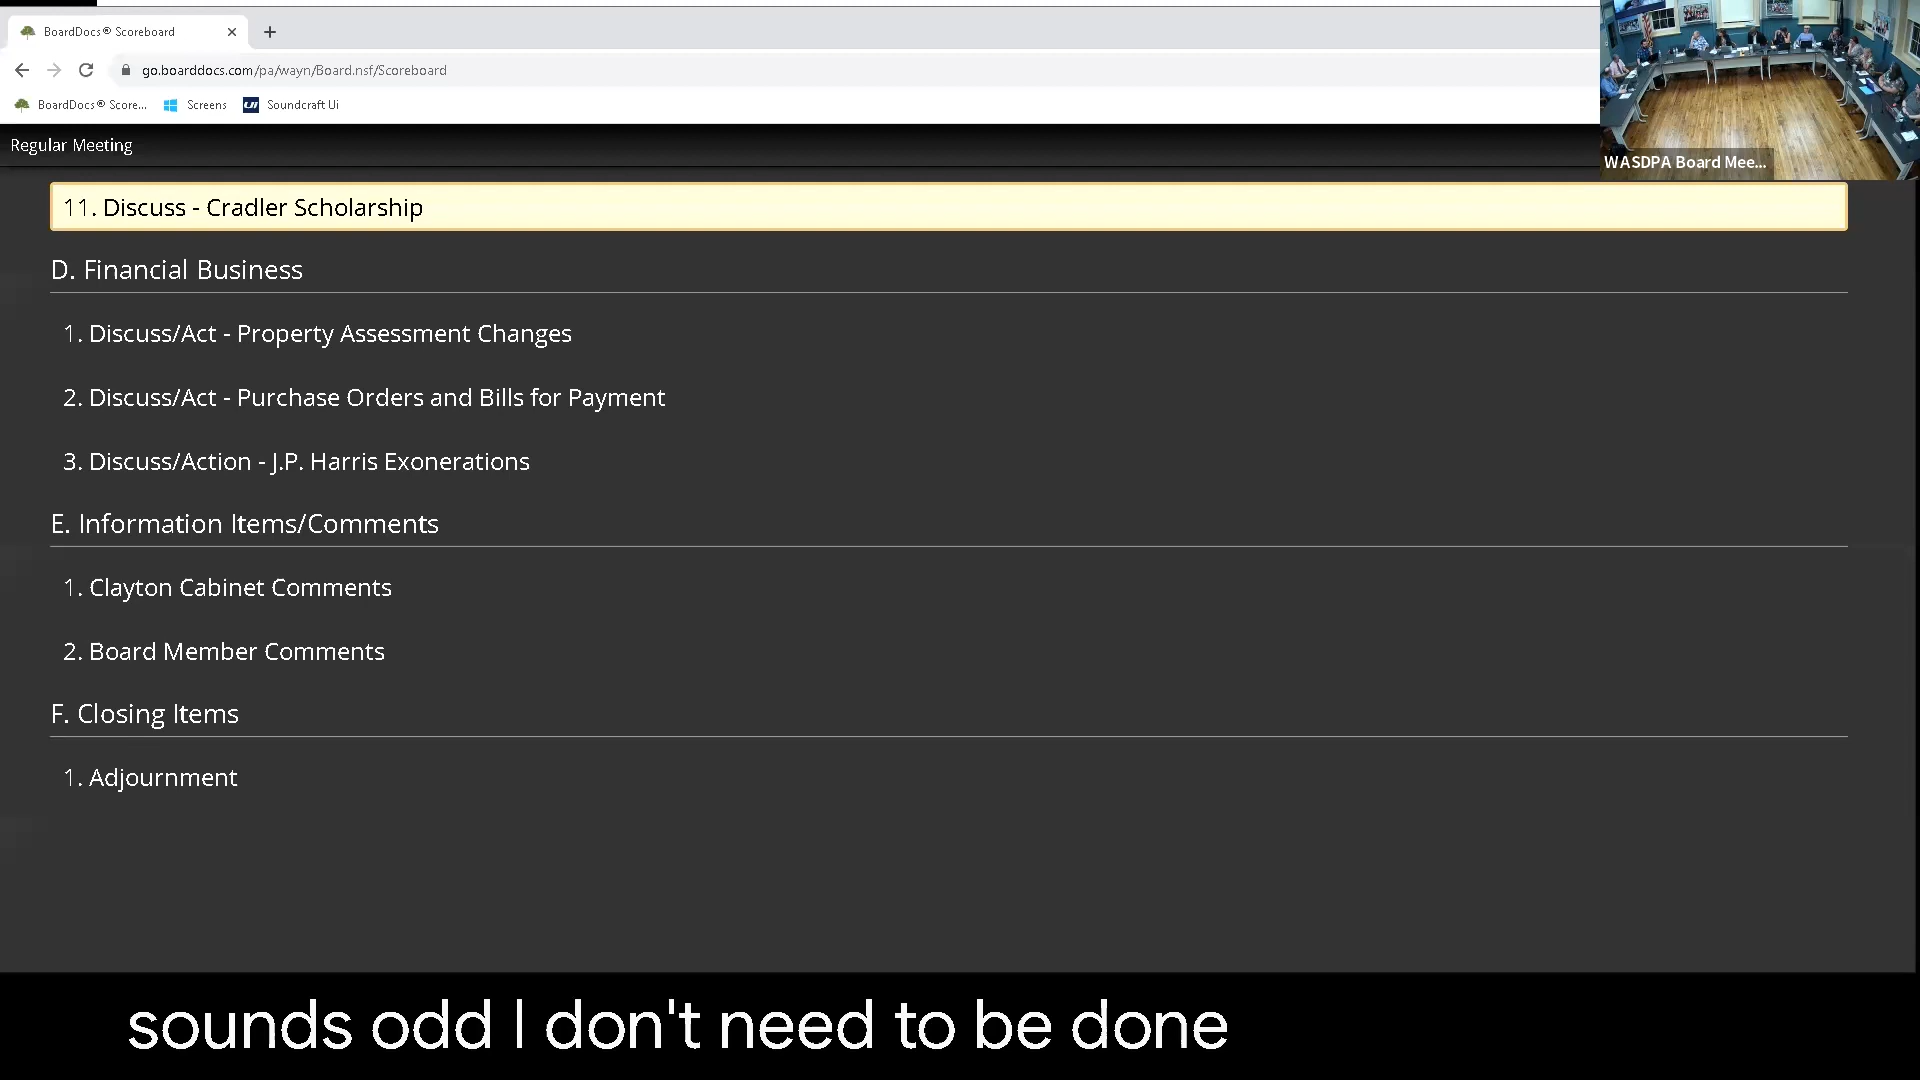 BoardDocs® Scoreboard
go.boarddocs.com/pa/wayn/Board.nsf/Scoreboard
BoardDocs® Score... Screens Soundcraft Ui
Regular Meeting
WASDPA Board Mee...
11. Discuss - Cradler Scholarship
D. Financial Business
1. Discuss/Act - Property Assessment Changes
2. Discuss/Act - Purchase Orders and Bills for Payment
3. Discuss/Action - J.P. Harris Exonerations
E. Information Items/Comments
1. Clayton Cabinet Comments
2. Board Member Comments
F. Closing Items
1. Adjournment
sounds odd I don't need to be done